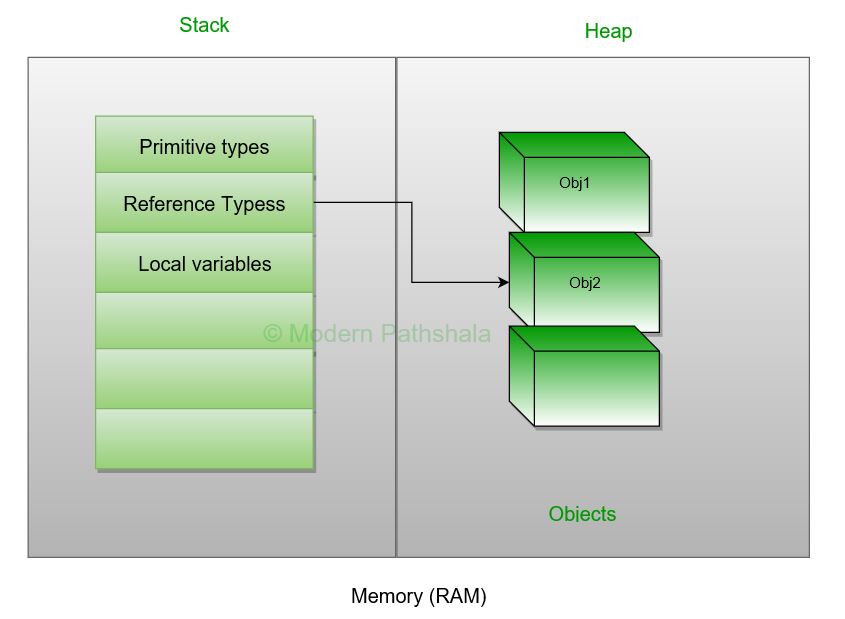 Stack
Heap
Primitive types
Reference Typess
Local variables
© Modern Pathshala
Obj1
Obj2
Objects
Memory (RAM)